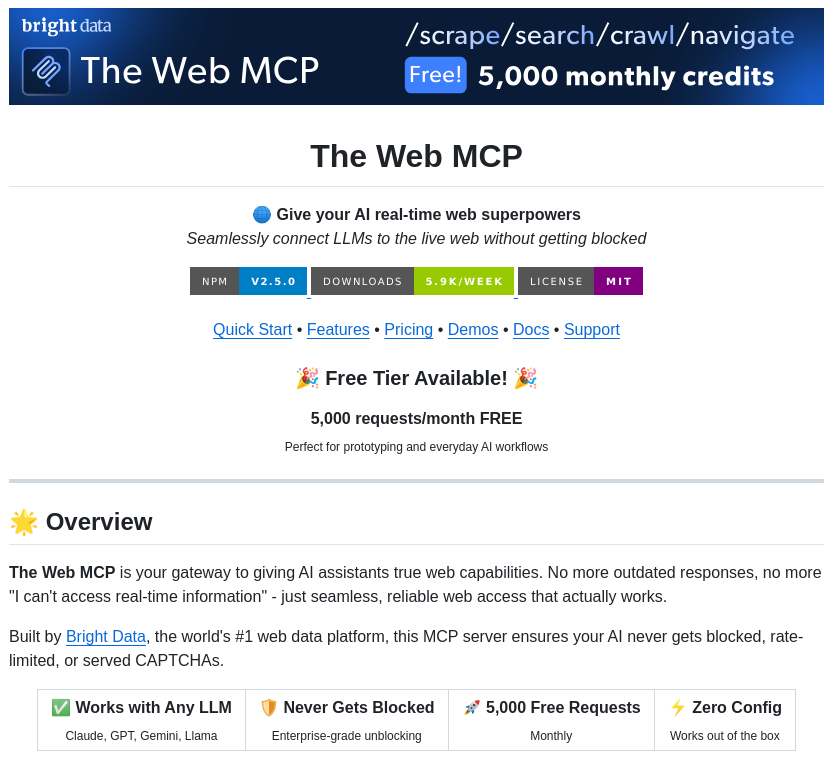 bright data
The Web MCP
/scrape/search/crawl/navigate
Free! 5,000 monthly credits
The Web MCP
Give your AI real-time web superpowers
Seamlessly connect LLMs to the live web without getting blocked
NPM V2.5.0 DOWNLOADS 5.9K/WEEK LICENSE MIT
Quick Start • Features • Pricing • Demos • Docs • Support
🎉 Free Tier Available! 🎉
5,000 requests/month FREE
Perfect for prototyping and everyday AI workflows
🌟 Overview
The Web MCP is your gateway to giving AI assistants true web capabilities. No more outdated responses, no more
"I can't access real-time information" - just seamless, reliable web access that actually works.
Built by Bright Data, the world's #1 web data platform, this MCP server ensures your AI never gets blocked, rate-
limited, or served CAPTCHAs.
✅ Works with Any LLM
Claude, GPT, Gemini, Llama
🛡️ Never Gets Blocked
Enterprise-grade unblocking
🚀 5,000 Free Requests
Monthly
⚡ Zero Config
Works out of the box